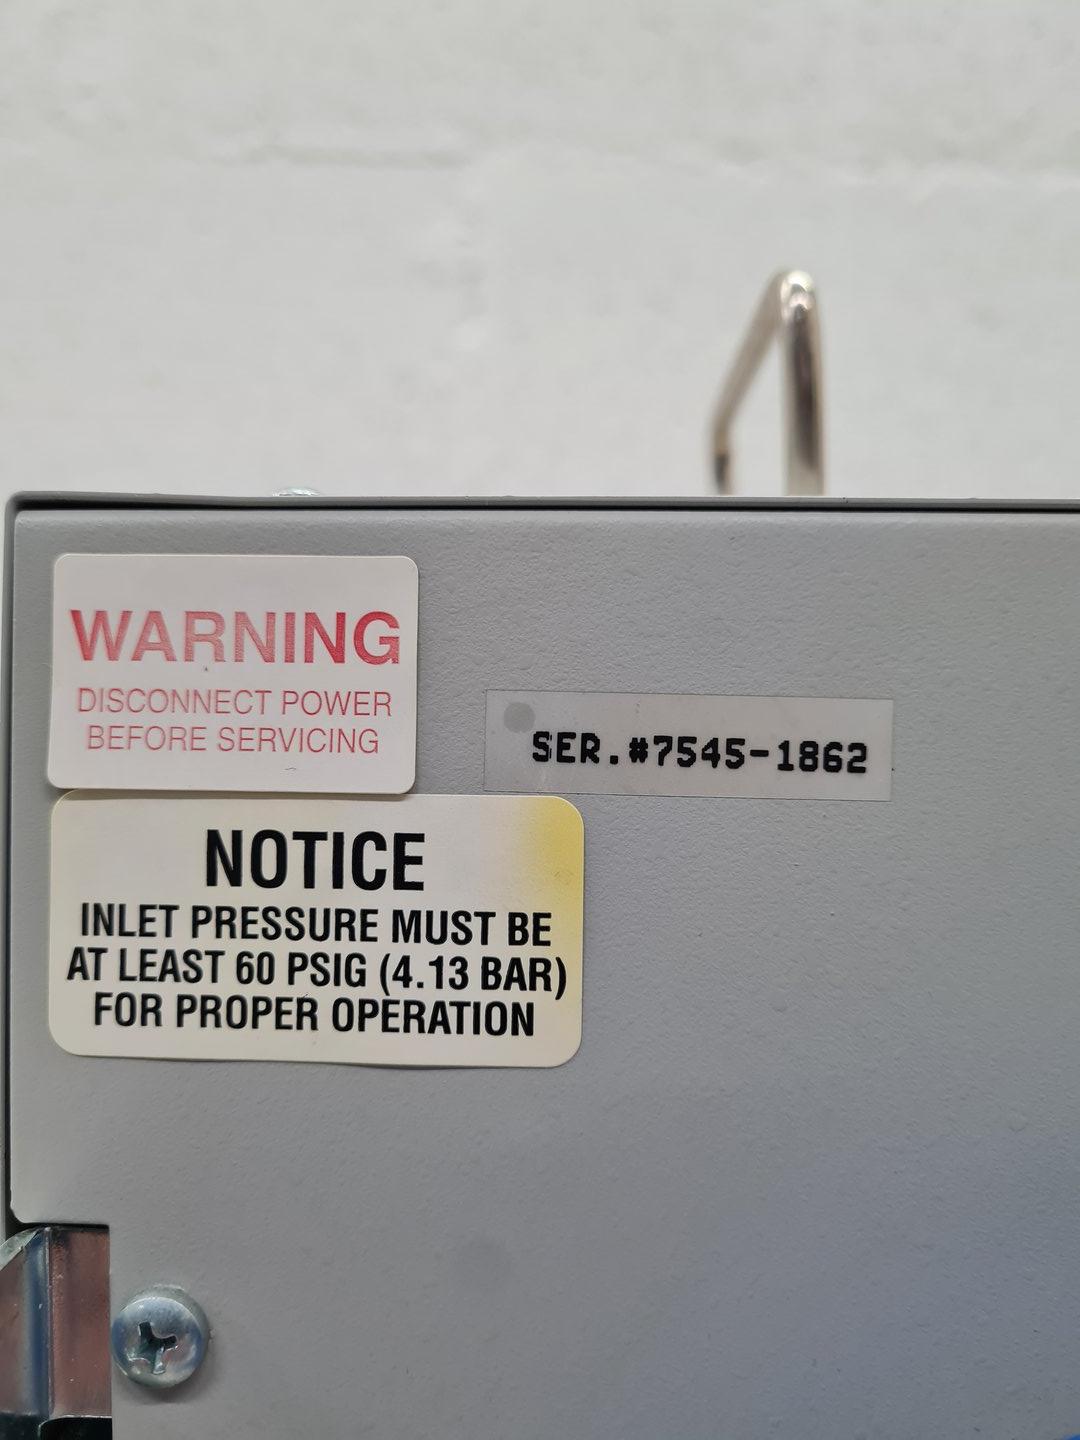 WARNING
DISCONNECT POWER
BEFORE SERVICING
SER.#7545-1862
NOTICE
INLET PRESSURE MUST BE
AT LEAST 60 PSIG (4.13 BAR)
FOR PROPER OPERATION